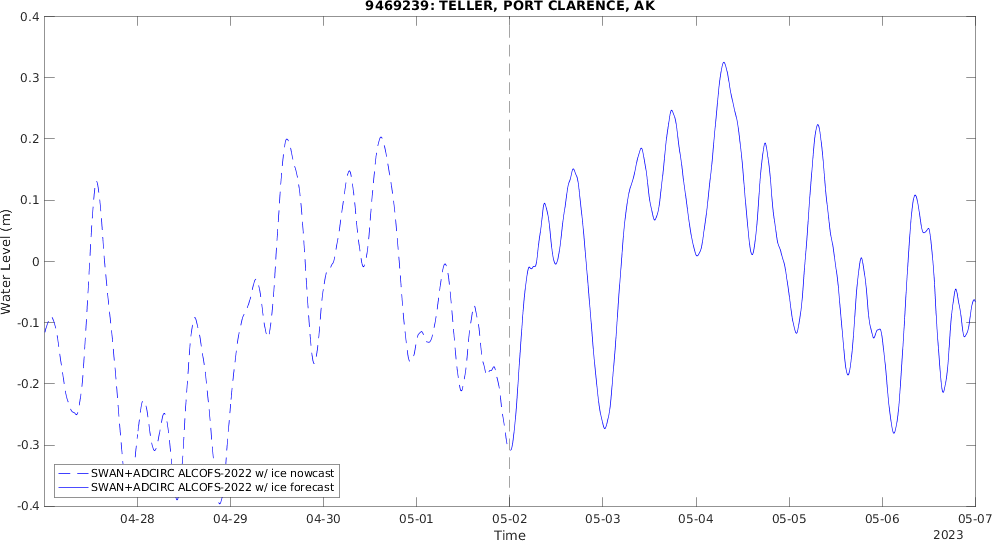 9469239: TELLER, PORT CLARENCE, AK
Water Level (m)
0.4
0.3
0.2
0.1
0
-0.1
-0.2
-0.3
-0.4
SWAN+ADCIRC ALCOFS-2022 w/ ice nowcast
SWAN+ADCIRC ALCOFS-2022 w/ ice forecast
04-28 04-29 04-30 05-01 05-02 05-03 05-04 05-05 05-06 05-07
Time
2023